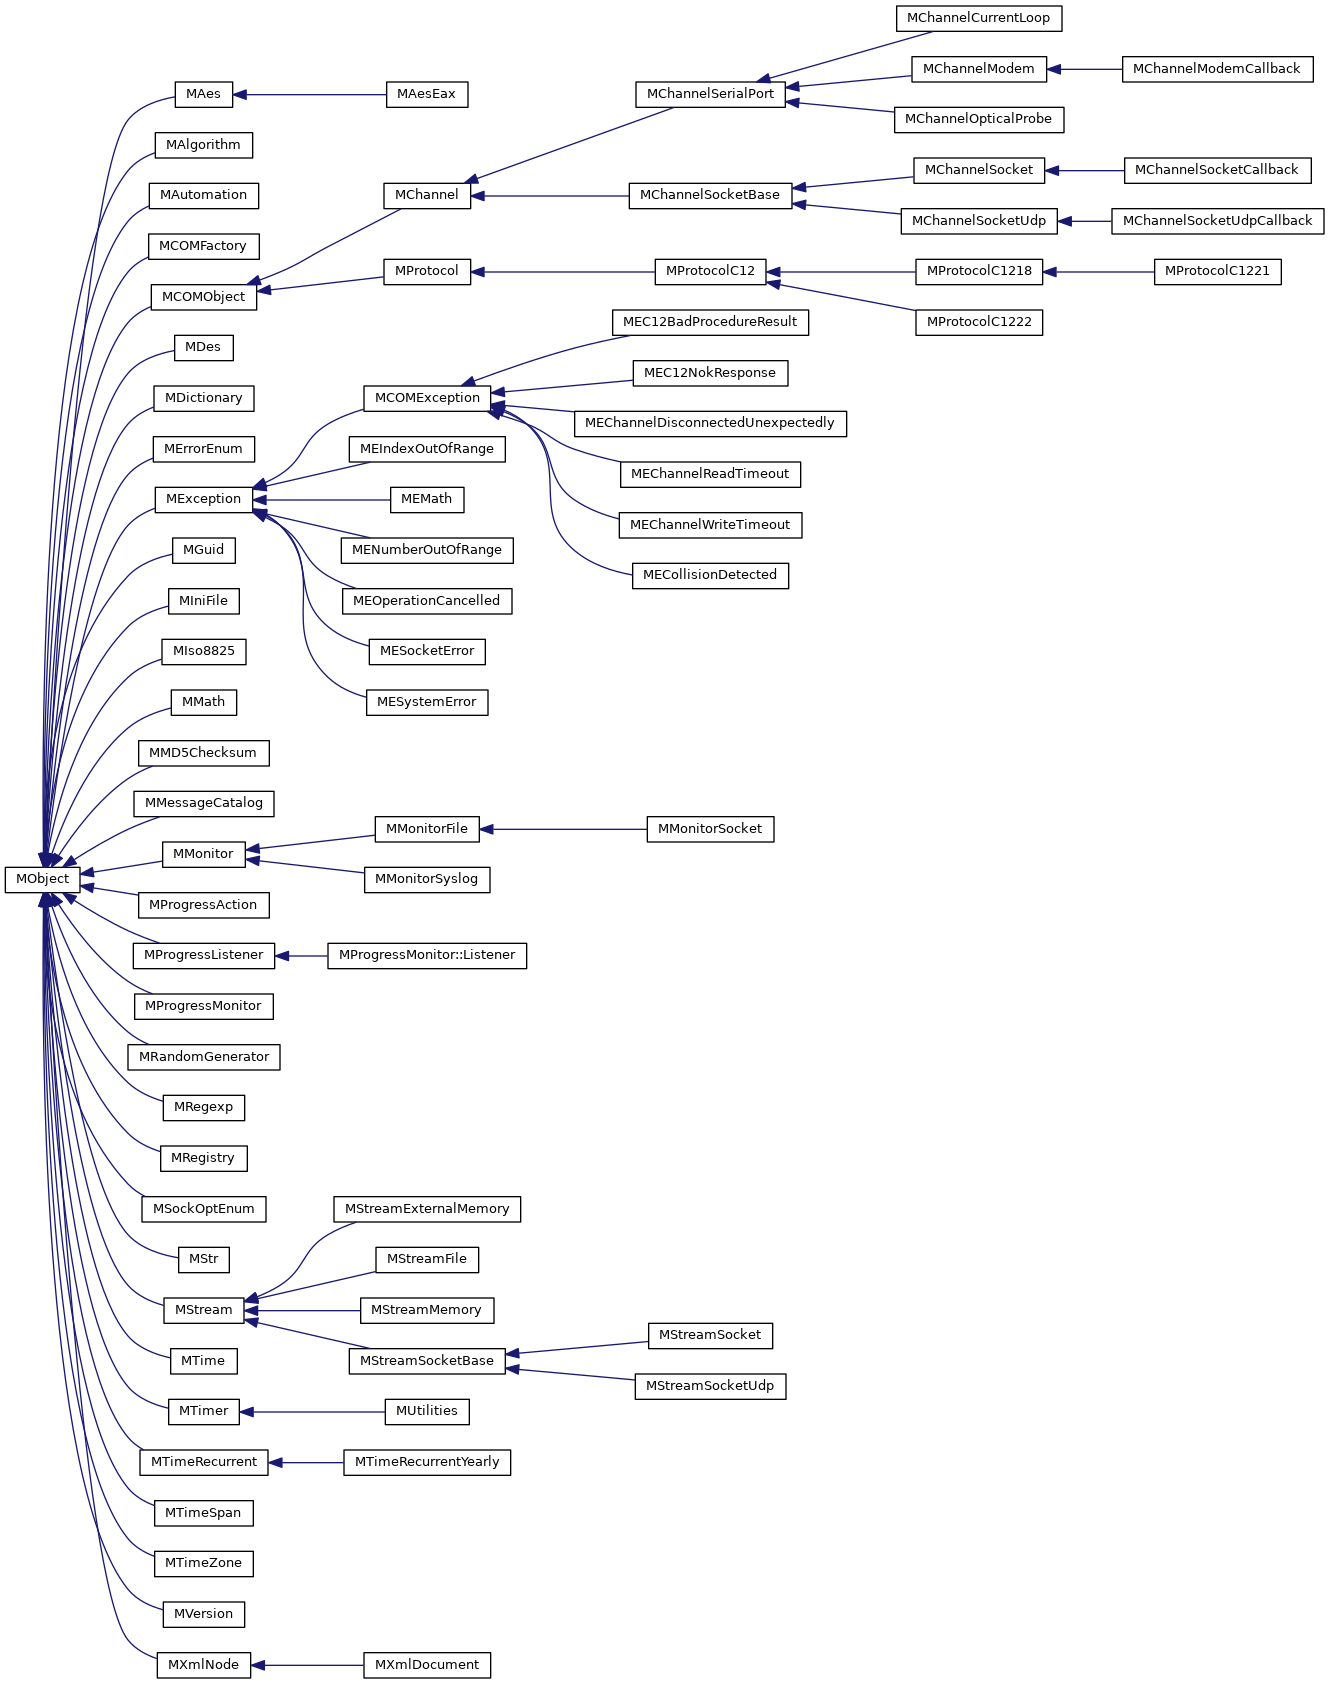 MChannelCurrentLoop
MChannelModem
MChannelModemCallback
MAes
MAesEax
MChannelSerialPort
MChannelOpticalProbe
MAlgorithm
MChannelSocket
MChannelSocketCallback
MAutomation
MChannel
MChannelSocketBase
MChannelSocketUdp
MChannelSocketUdpCallback
MCOMFactory
MProtocol
MProtocolC12
MProtocolC1218
MProtocolC1221
MCOMObject
MProtocolC1222
MEC12BadProcedureResult
MDes
MEC12NokResponse
MDictionary
MCOMException
MEChannelDisconnectedUnexpectedly
MErrorEnum
MEIndexOutOfRange
MEChannelReadTimeout
MException
MEMath
MEChannelWriteTimeout
MGuid
MENumberOutOfRange
MECollisionDetected
MIniFile
MEOperationCancelled
MIso8825
MESocketError
MMath
MESystemError
MMD5Checksum
MMessageCatalog
MMonitorFile
MMonitorSocket
MMonitor
MObject
MMonitorSyslog
MProgressAction
MProgressListener
MProgressMonitor::Listener
MProgressMonitor
MRandomGenerator
MRegexp
MRegistry
MSockOptEnum
MStreamExternalMemory
MStr
MStreamFile
MStream
MStreamMemory
MStreamSocket
MTime
MStreamSocketBase
MStreamSocketUdp
MTimer
MUtilities
MTimeRecurrent
MTimeRecurrentYearly
MTimeSpan
MTimeZone
MVersion
MXmlNode
MXmlDocument